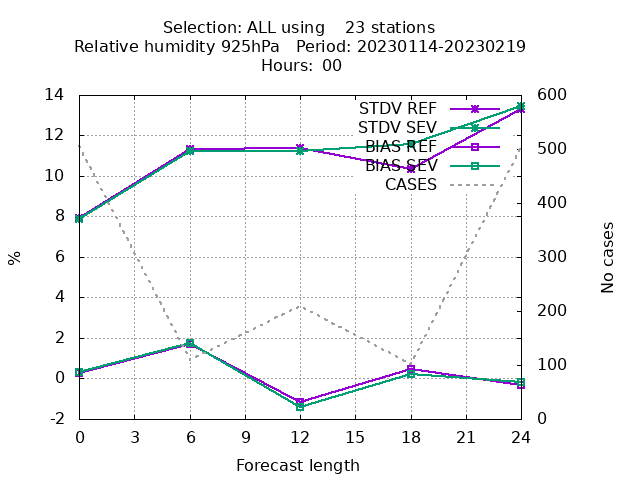 Selection: ALL using 23 stations
Relative humidity 925hPa Period: 20230114-20230219
Hours: 00
14
12
10
8
6
4
2
0
-2
%
STDV REF
STDV SEV
BIAS REF
BIAS SEV
CASES
600
500
400
300
200
100
0
No cases
0 3 6 9 12 15 18 21 24
Forecast length